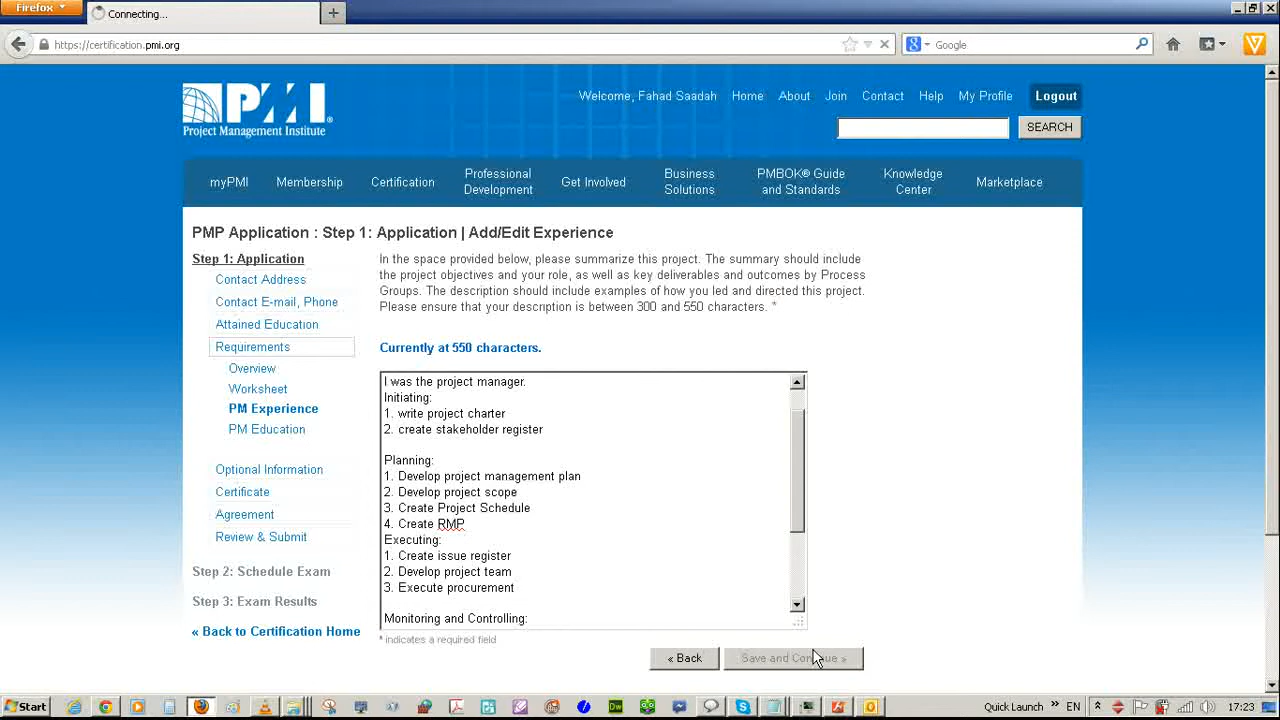 Firefox
Connecting...
https://certification.pmi.org
Google
PMI
Project Management Institute
Welcome, Fahad Saadah Home About Join Contact Help My Profile Logout
SEARCH
myPMI Membership Certification Professional Development Get Involved Business Solutions PMBOK® Guide and Standards Knowledge Center Marketplace
PMP Application : Step 1: Application | Add/Edit Experience
Step 1: Application
Contact Address
Contact E-mail, Phone
Attained Education
Requirements
Overview
Worksheet
PM Experience
PM Education
Optional Information
Certificate
Agreement
Review & Submit
Step 2: Schedule Exam
Step 3: Exam Results
« Back to Certification Home
In the space provided below, please summarize this project. The summary should include
the project objectives and your role, as well as key deliverables and outcomes by Process
Groups. The description should include examples of how you led and directed this project.
Please ensure that your description is between 300 and 550 characters. *
Currently at 550 characters.
I was the project manager.
Initiating:
1. write project charter
2. create stakeholder register
Planning:
1. Develop project management plan
2. Develop project scope
3. Create Project Schedule
4. Create RMP
Executing:
1. Create issue register
2. Develop project team
3. Execute procurement
Monitoring and Controlling:
* indicates a required field
« Back
Save and Continue »
Start
Quick Launch » EN 17:23